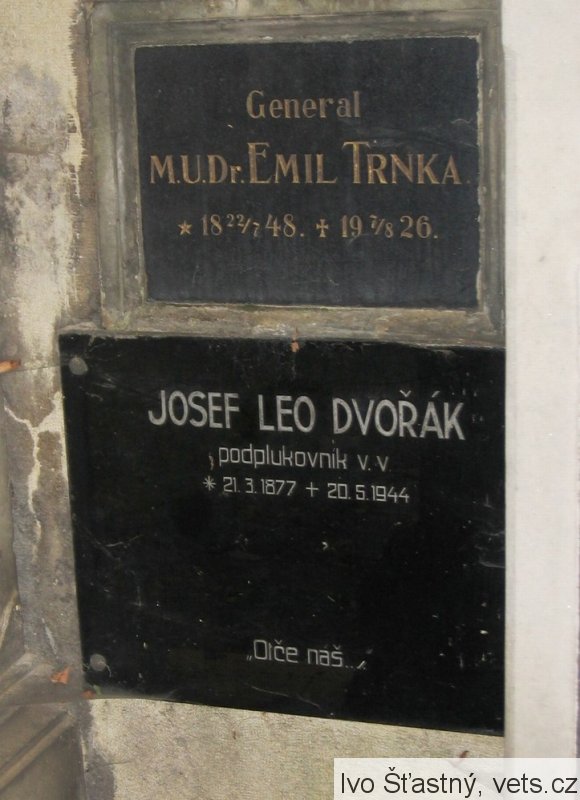 General
M.U.Dr. EMIL TRNKA.
* 18 22/7 48. ✝ 19 7/8 26.
JOSEF LEO DVOŘÁK
podplukovník v. v.
* 21. 3. 1877 + 20. 5. 1944
„Otče náš...„
Ivo Šťastný, vets.cz